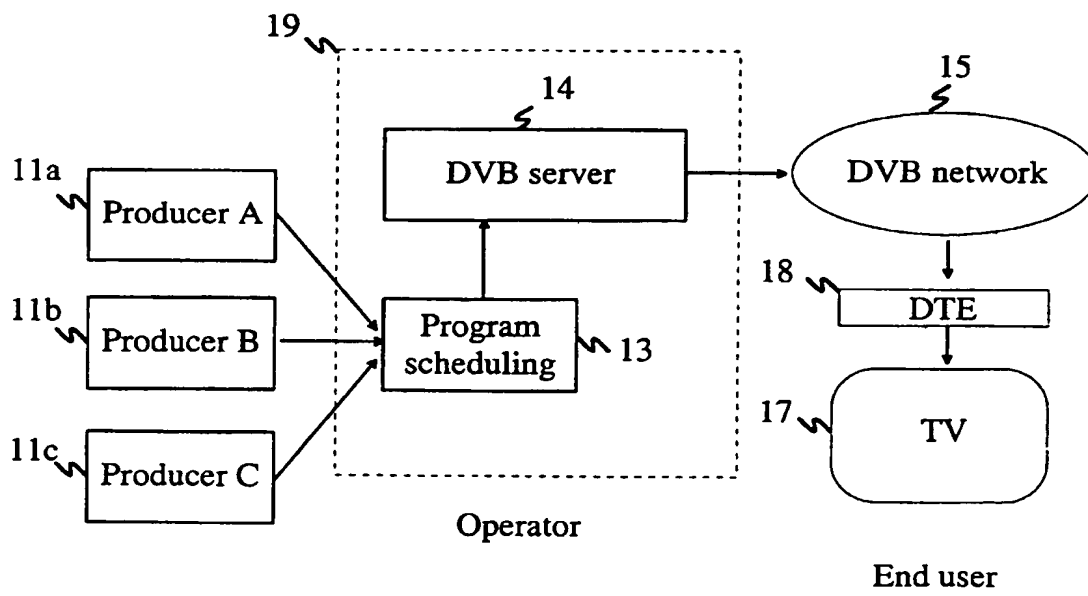 19
14
15
DVB server
DVB network
11a
Producer A
18
DTE
11b
Producer B
Program
scheduling
13
17
TV
11c
Producer C
Operator
End user